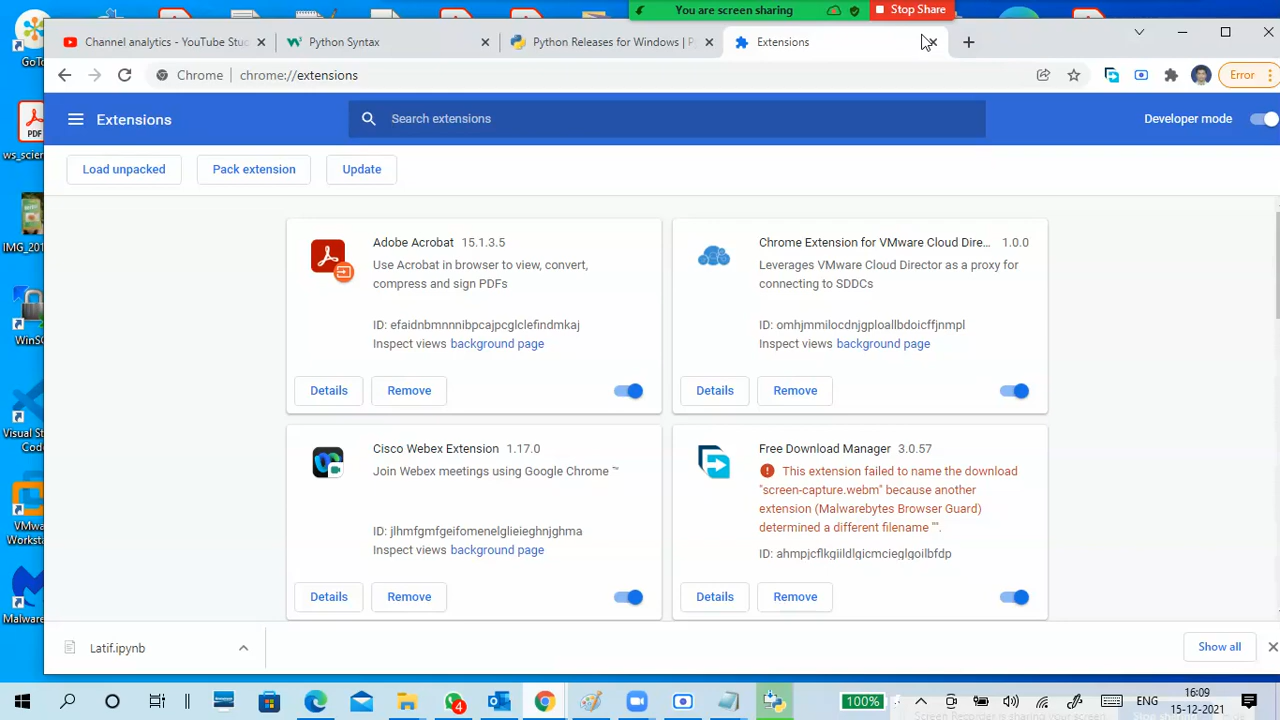 You are screen sharing
Stop Share
GoTo
Channel analytics - YouTube Stud
Python Syntax
Python Releases for Windows | P
Extensions
Chrome
chrome://extensions
Error
PDF
ws_scien
Extensions
Search extensions
Developer mode
Load unpacked
Pack extension
Update
IMG_201
Adobe Acrobat 15.1.3.5
Use Acrobat in browser to view, convert,
compress and sign PDFs
ID: efaidnbmnnnibpcajpcglclefindmkaj
Inspect views background page
Details
Remove
Chrome Extension for VMware Cloud Dire... 1.0.0
Leverages VMware Cloud Director as a proxy for
connecting to SDDCs
ID: omhjmmilocdnjgploallbdoicffjnmpl
Inspect views background page
Details
Remove
WinSC
Visual St
Code
Cisco Webex Extension 1.17.0
Join Webex meetings using Google Chrome ™
ID: jlhmfgmfgeifomenelglieieghnjghma
Inspect views background page
Details
Remove
Free Download Manager 3.0.57
This extension failed to name the download
"screen-capture.webm" because another
extension (Malwarebytes Browser Guard)
determined a different filename "".
ID: ahmpjcflkgiildlgicmcieglgoilbfdp
Details
Remove
VMw
Workst
Malware
Latif.ipynb
Show all
4
100%
ENG
16:09
15-12-2021